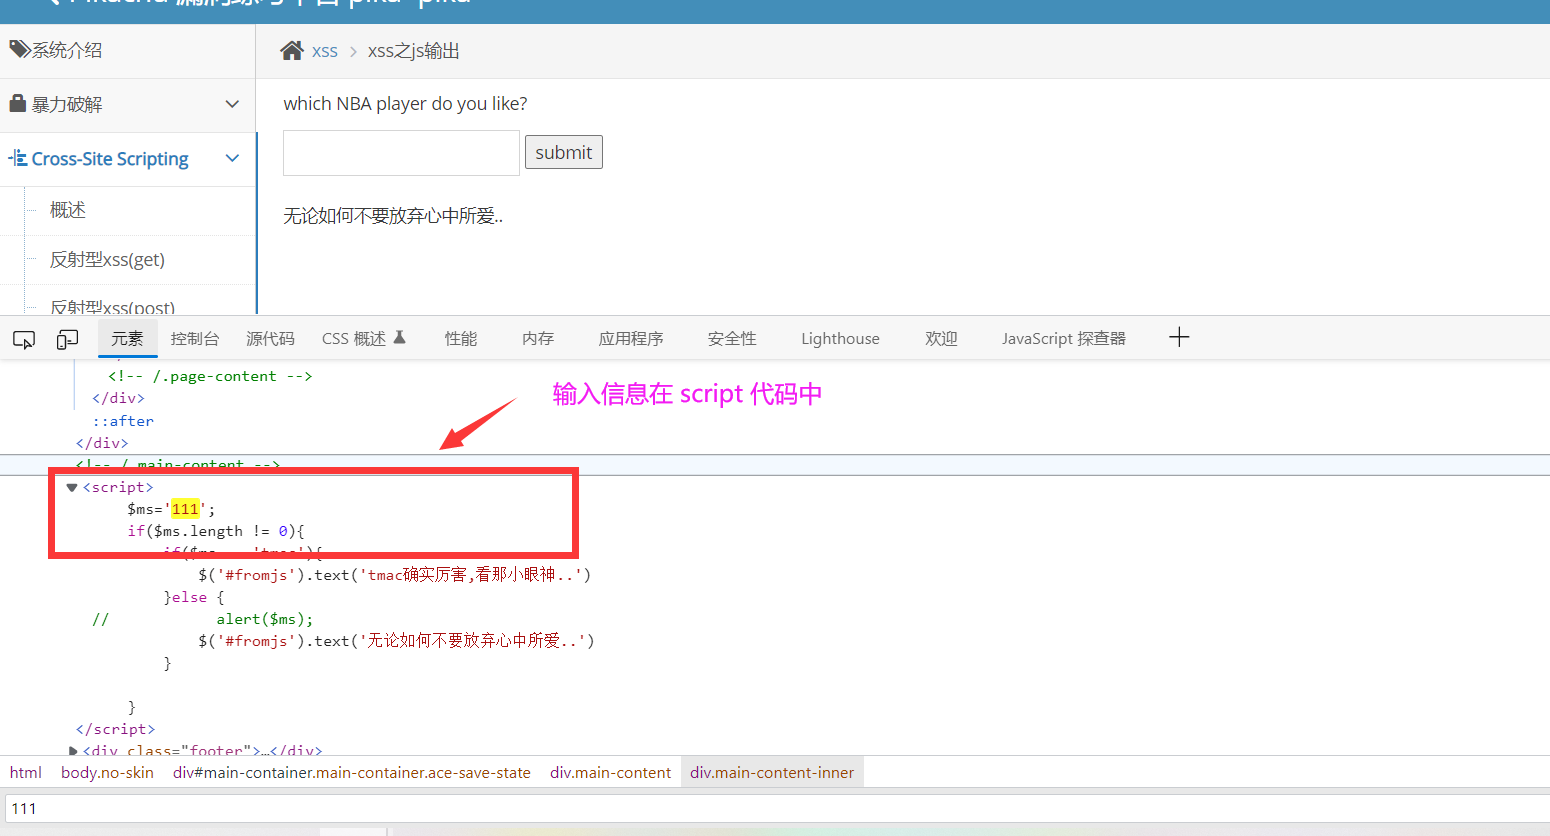 系统介绍
xss > xss之js输出
暴力破解
which NBA player do you like?
submit
Cross-Site Scripting
概述
无论如何不要放弃心中所爱..
反射型xss(get)
反射型xss(post)
元素 控制台 源代码 CSS 概述 性能 内存 应用程序 安全性 Lighthouse 欢迎 JavaScript 探查器
<!-- /.page-content -->
输入信息在 script 代码中
</div>
::after
</div>
<!-- /.main-content -->
<script>
$ms='111';
if($ms.length != 0){
$('#fromjs').text('tmac确实厉害,看那小眼神..')
}else {
// alert($ms);
$('#fromjs').text('无论如何不要放弃心中所爱..')
}
}
</script>
<div class="footer">…</div>
html body.no-skin div#main-container.main-container.ace-save-state div.main-content div.main-content-inner
111